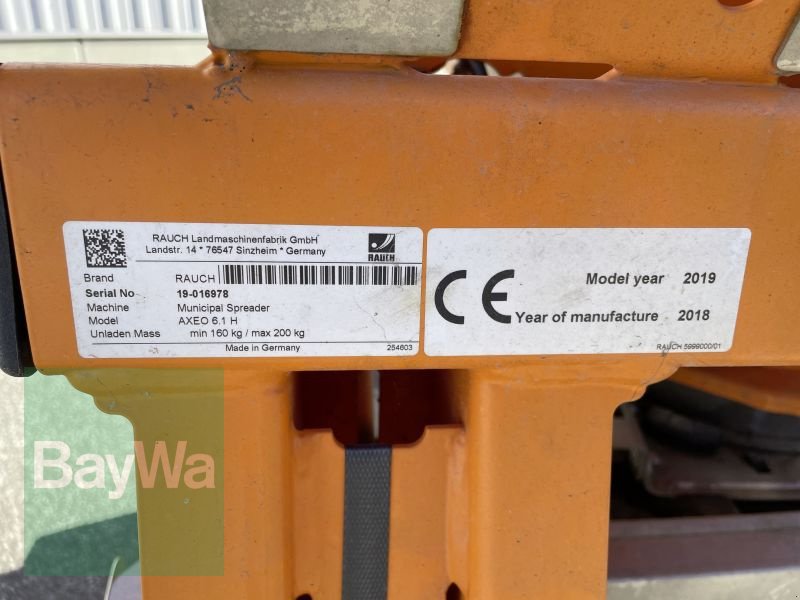 RAUCH Landmaschinenfabrik GmbH
Landstr. 14 * 76547 Sinzheim * Germany
RAUCH
Brand RAUCH
Serial No 19-016978
Machine Municipal Spreader
Model AXEO 6.1 H
Unladen Mass min 160 kg / max 200 kg
Made in Germany 254603
CE
Model year 2019
Year of manufacture 2018
RAUCH 5999000/01
BayWa